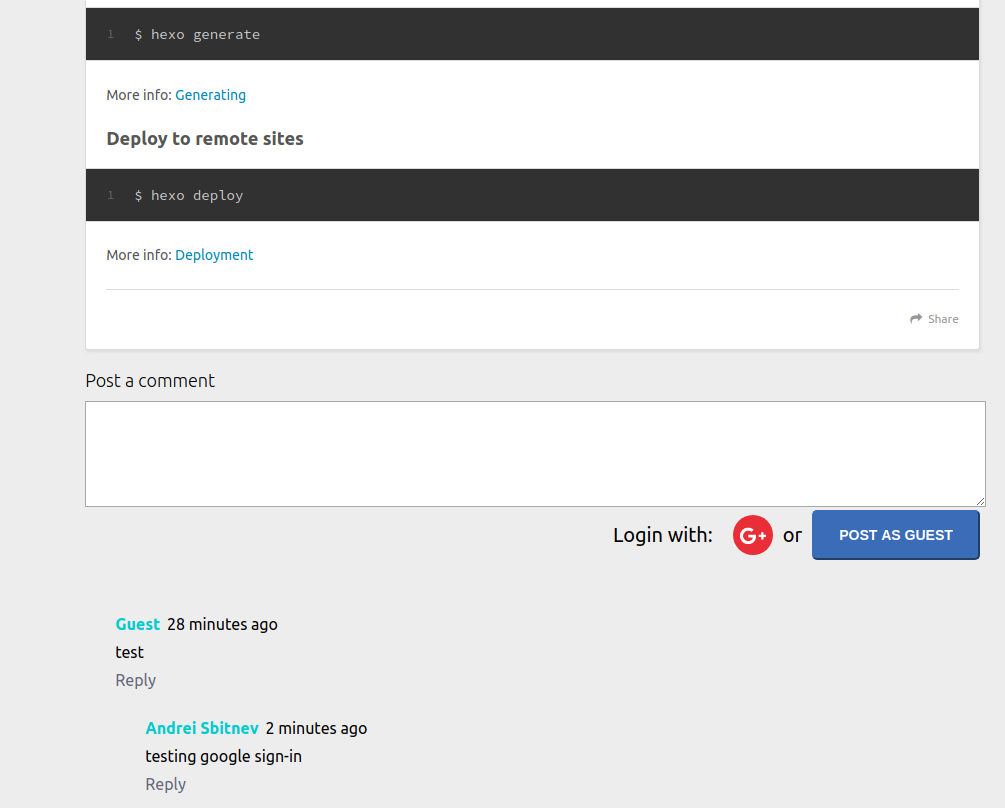 1 $ hexo generate
More info: Generating
Deploy to remote sites
1 $ hexo deploy
More info: Deployment
Share
Post a comment
Login with: G+ or POST AS GUEST
Guest 28 minutes ago
test
Reply
Andrei Sbitnev 2 minutes ago
testing google sign-in
Reply